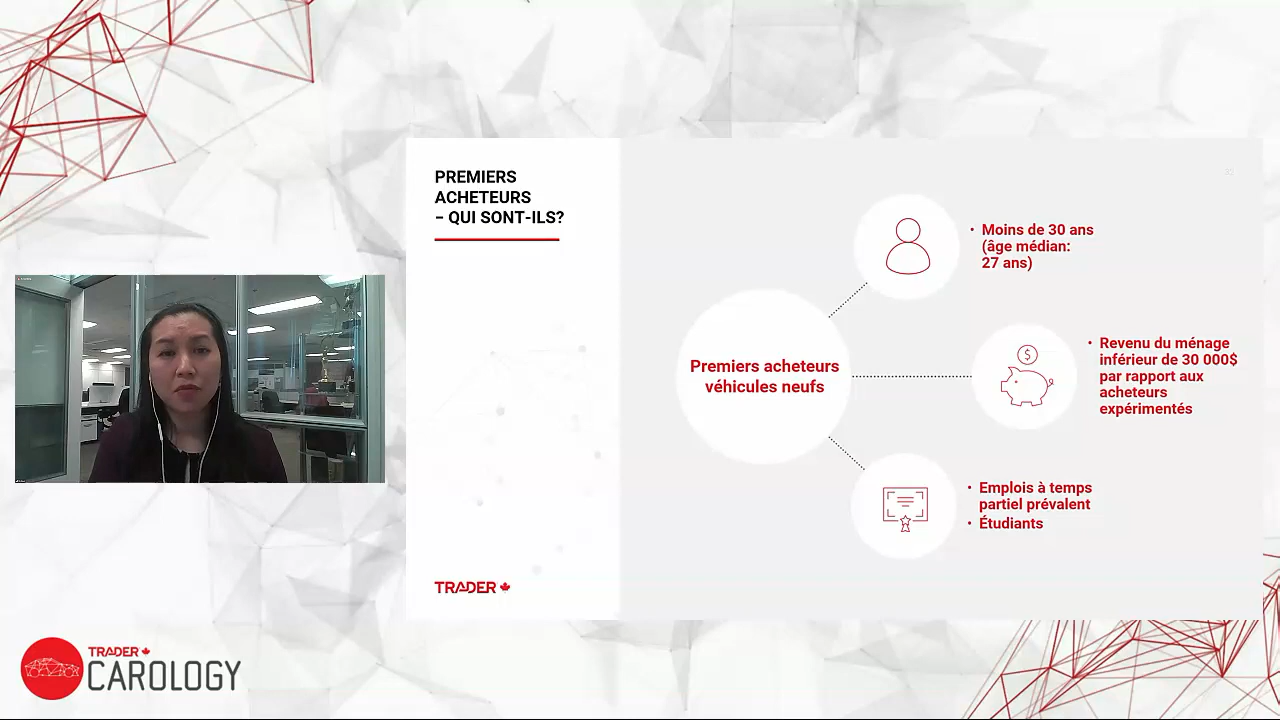 PREMIERS
ACHETEURS
– QUI SONT-ILS?
Premiers acheteurs
véhicules neufs
• Moins de 30 ans
(âge médian:
27 ans)
• Revenu du ménage
inférieur de 30 000$
par rapport aux
acheteurs
expérimentés
• Emplois à temps
partiel prévalent
• Étudiants
TRADER
TRADER
CAROLOGY